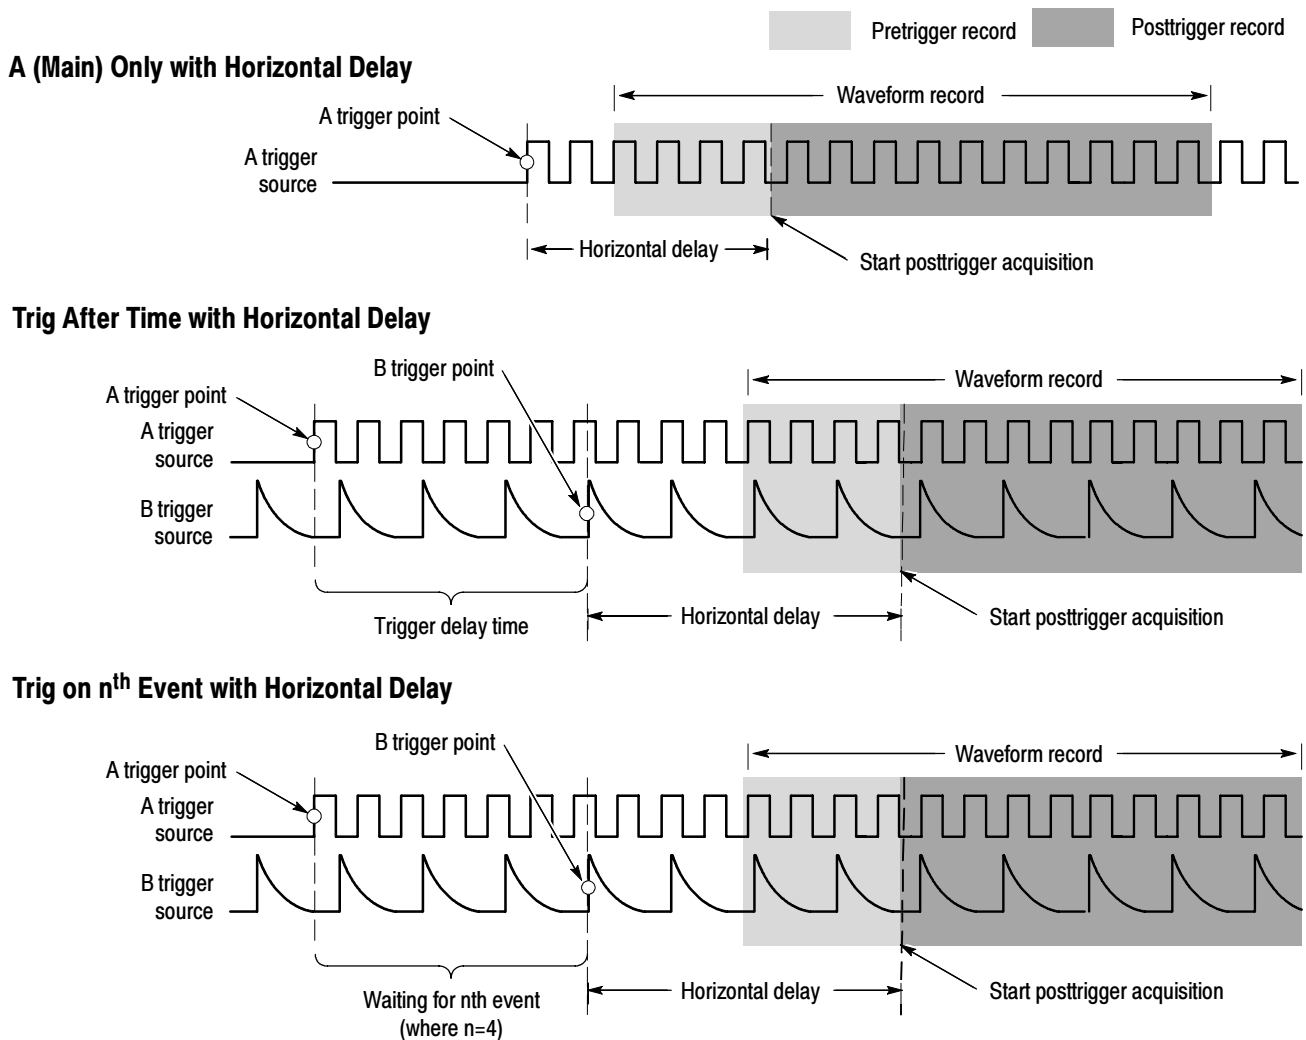 Pretrigger record
Posttrigger record
A (Main) Only with Horizontal Delay
Waveform record
A trigger point
A trigger
source
Horizontal delay
Start posttrigger acquisition
Trig After Time with Horizontal Delay
B trigger point
Waveform record
A trigger point
A trigger
source
B trigger
source
Trigger delay time
Horizontal delay
Start posttrigger acquisition
Trig on nth Event with Horizontal Delay
B trigger point
Waveform record
A trigger point
A trigger
source
B trigger
source
Waiting for nth event
(where n=4)
Horizontal delay
Start posttrigger acquisition